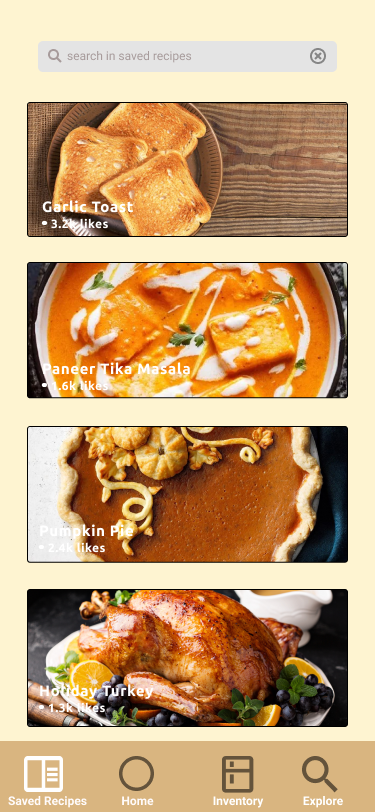 search in saved recipes
Garlic Toast
• 3.2k likes
Paneer Tika Masala
• 1.6k likes
Pumpkin Pie
• 2.4k likes
Holiday Turkey
• 1.3k likes
Saved Recipes Home Inventory Explore